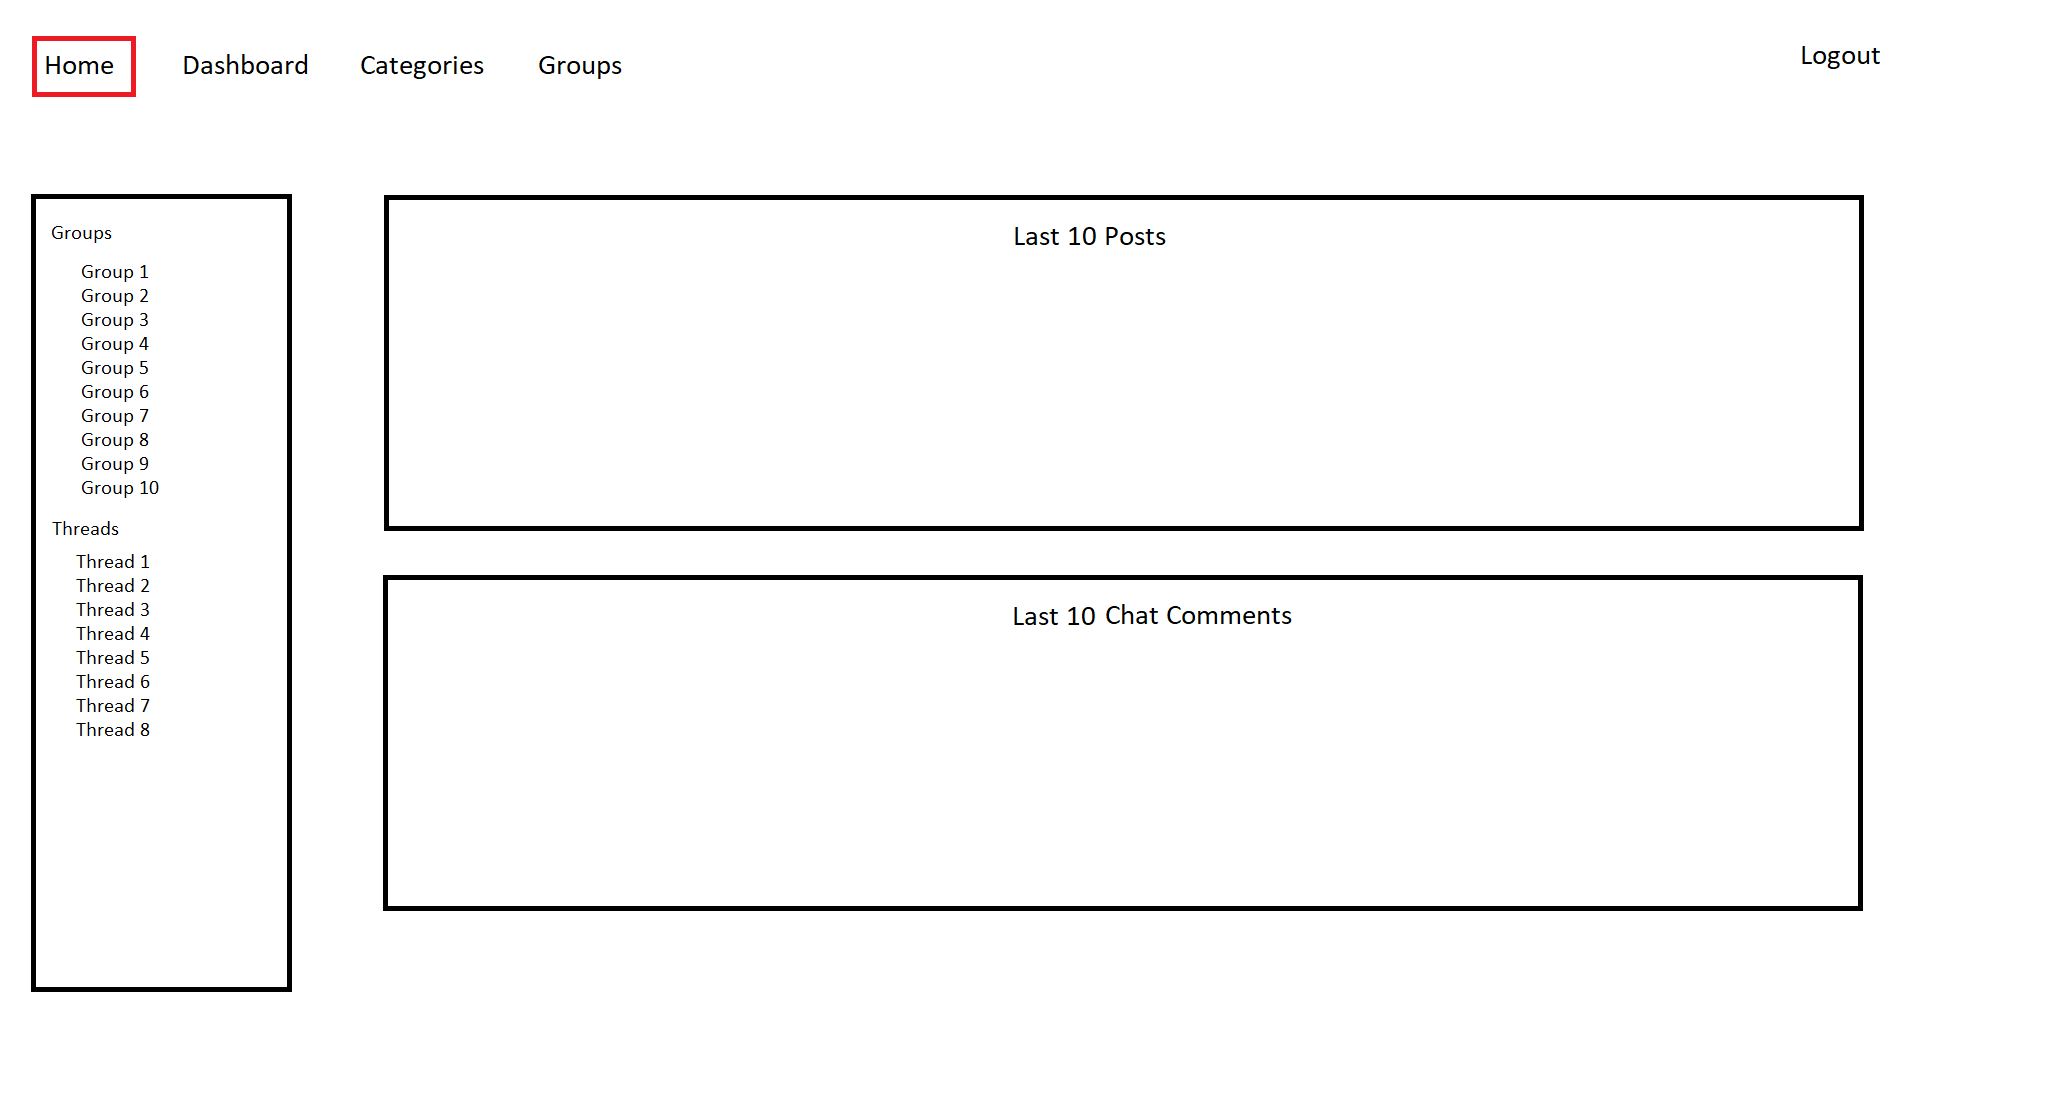 Home Dashboard Categories Groups Logout
Groups
Group 1
Group 2
Group 3
Group 4
Group 5
Group 6
Group 7
Group 8
Group 9
Group 10
Threads
Thread 1
Thread 2
Thread 3
Thread 4
Thread 5
Thread 6
Thread 7
Thread 8
Last 10 Posts
Last 10 Chat Comments